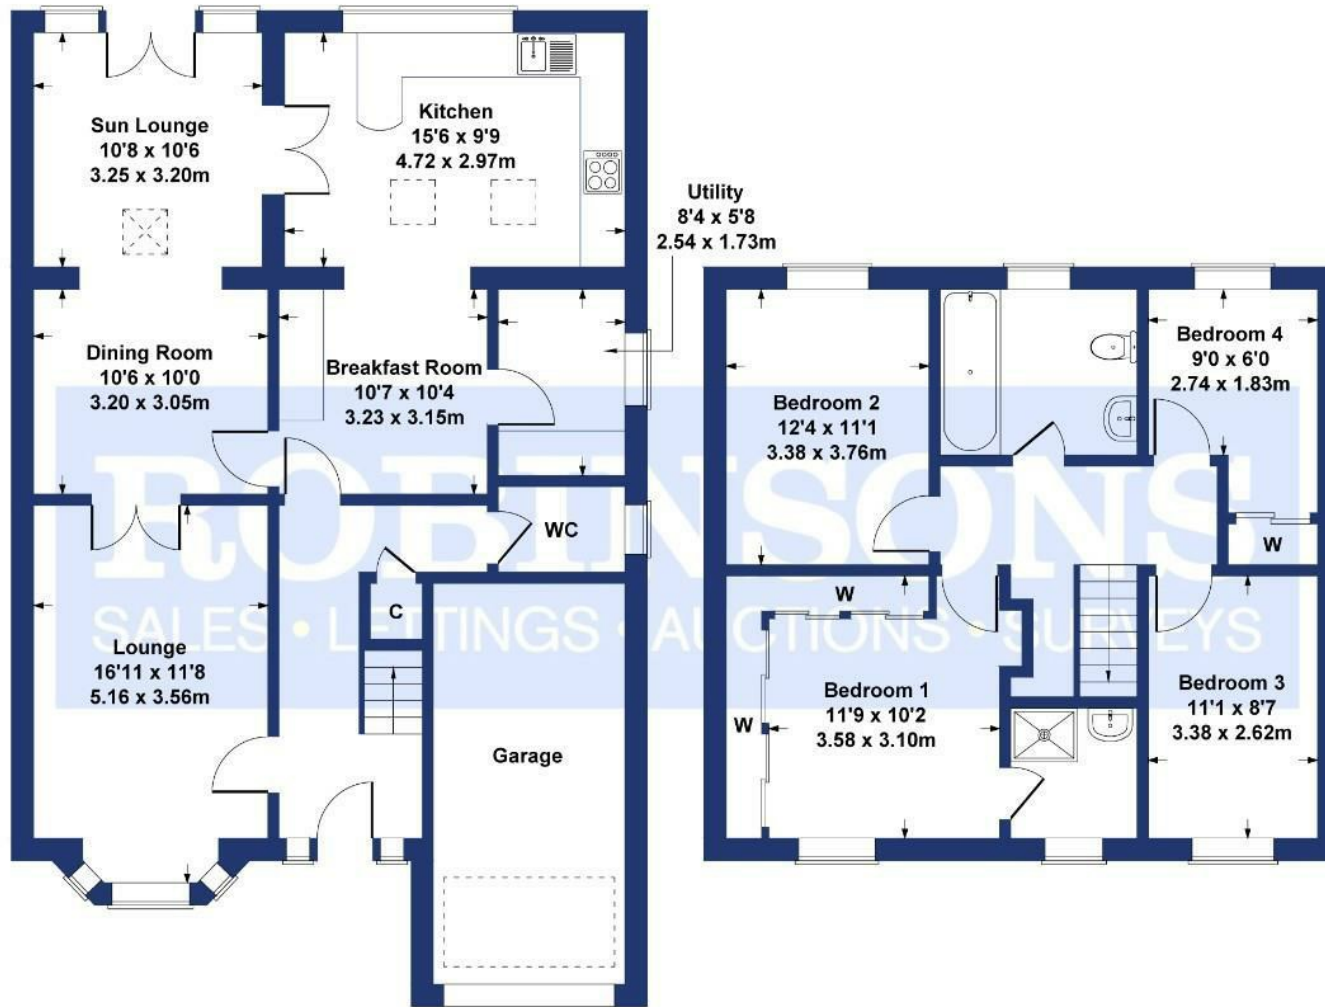 Sun Lounge
10'8 x 10'6
3.25 x 3.20m
Kitchen
15'6 x 9'9
4.72 x 2.97m
Utility
8'4 x 5'8
2.54 x 1.73m
Dining Room
10'6 x 10'0
3.20 x 3.05m
Breakfast Room
10'7 x 10'4
3.23 x 3.15m
WC
C
Lounge
16'11 x 11'8
5.16 x 3.56m
Garage
Bedroom 2
12'4 x 11'1
3.38 x 3.76m
Bedroom 4
9'0 x 6'0
2.74 x 1.83m
W
W
W
Bedroom 1
11'9 x 10'2
3.58 x 3.10m
Bedroom 3
11'1 x 8'7
3.38 x 2.62m
ROBINSONS
SALES • LETTINGS • AUCTIONS • SURVEYS